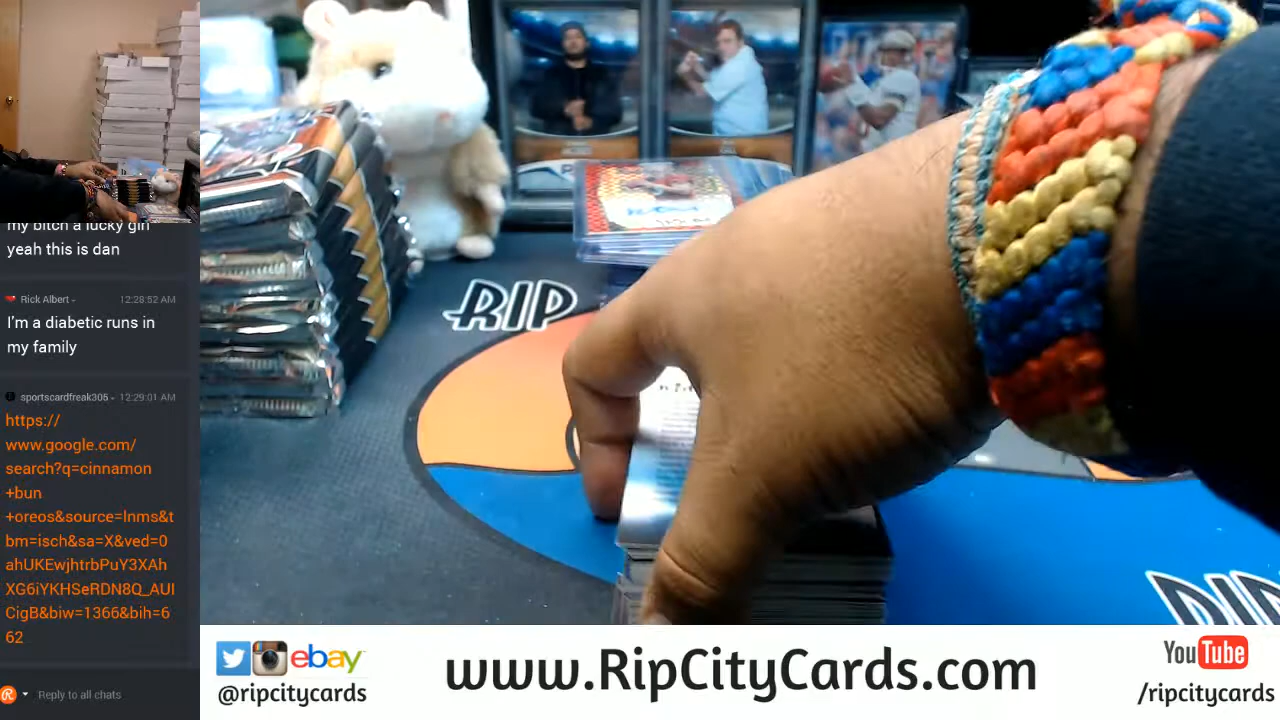 my bitch a lucky girl
yeah this is dan
Rick Albert -
12:28:52 AM
I'm a diabetic runs in
my family
sportscardfreak305 -
12:29:01 AM
https://
www.google.com/
search?q=cinnamon
+bun
+oreos&source=lnms&t
bm=isch&sa=X&ved=0
ahUKEwjhtrbPuY3XAh
XG6iYKHSeRDN8Q_AUI
CigB&biw=1366&bih=6
62
Reply to all chats
RIP
RIP
ebay
@ripcitycards
www.RipCityCards.com
YouTube
/ripcitycards